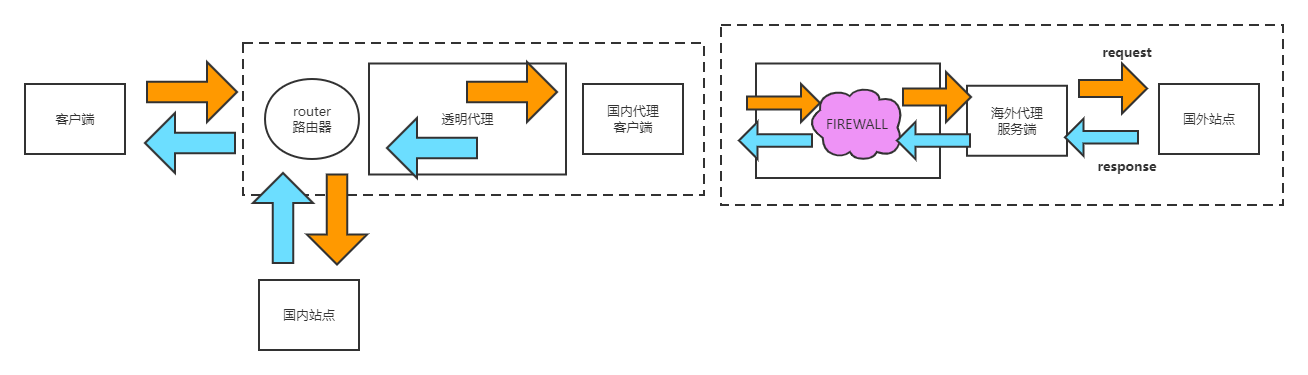 客户端
router
路由器
透明代理
国内代理
客户端
FIREWALL
海外代理
服务端
request
response
国外站点
国内站点